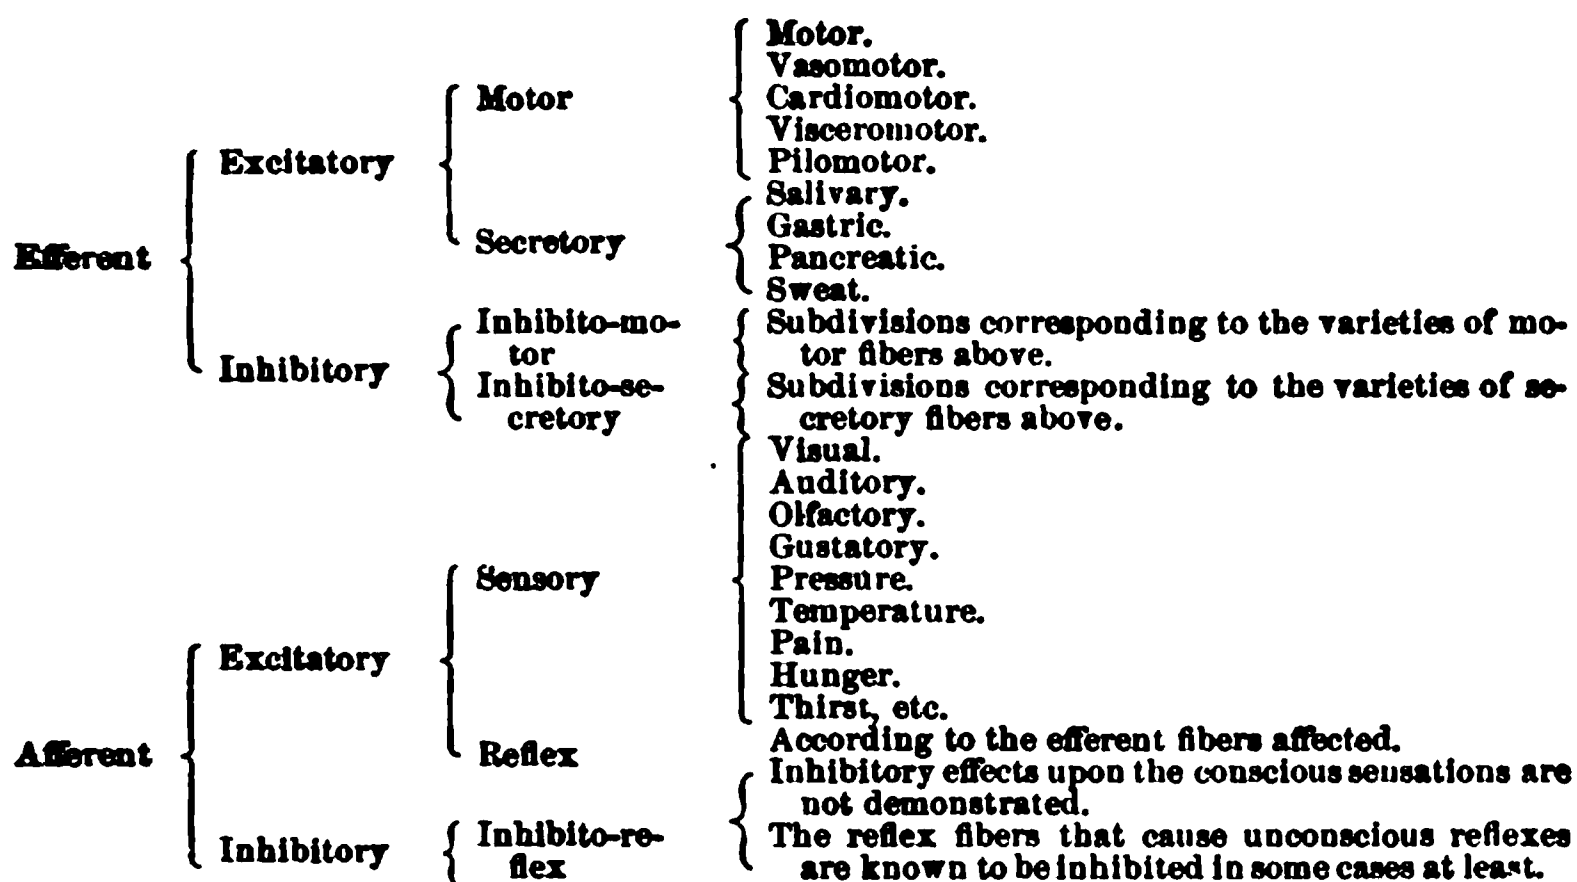 Motor.
Vasomotor.
Motor Cardiomotor.
Visceromotor.
Excitatory Pilomotor.
Salivary.
Secretory Gastric.
Efferent Pancreatic.
Sweat.
Inhibito-mo- Subdivisions corresponding to the varieties of mo-
tor tor fibers above.
Inhibitory Inhibito-se- Subdivisions corresponding to the varieties of se-
cretory cretory fibers above.
Visual.
Auditory.
Olfactory.
Gustatory.
Sensory Pressure.
Temperature.
Excitatory Pain.
Hunger.
Thirst, etc.
Afferent Reflex According to the efferent fibers affected.
Inhibitory effects upon the conscious sensations are
not demonstrated.
Inhibitory Inhibito-re- The reflex fibers that cause unconscious reflexes
flex are known to be inhibited in some cases at least.